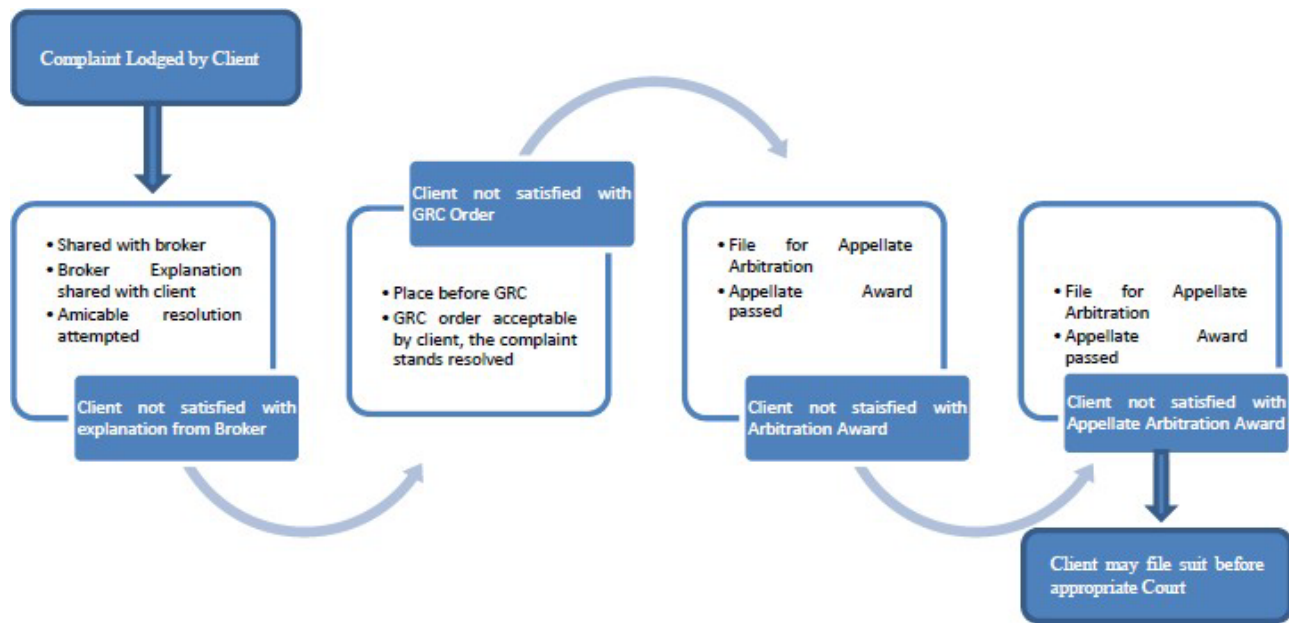 Complaint Lodged by Client
• Shared with broker
• Broker Explanation
shared with client
• Amicable resolution
attempted
Client not satisfied with
explanation from Broker
Client not satisfied with
GRC Order
• Place before GRC
• GRC order acceptable
by client, the complaint
stands resolved
• File for Appellate
Arbitration
• Appellate Award
passed
Client not staisfied with
Arbitration Award
• File for Appellate
Arbitration
• Appellate Award
passed
Client not satisfied with
Appellate Arbitration Award
Client may file suit before
appropriate Court